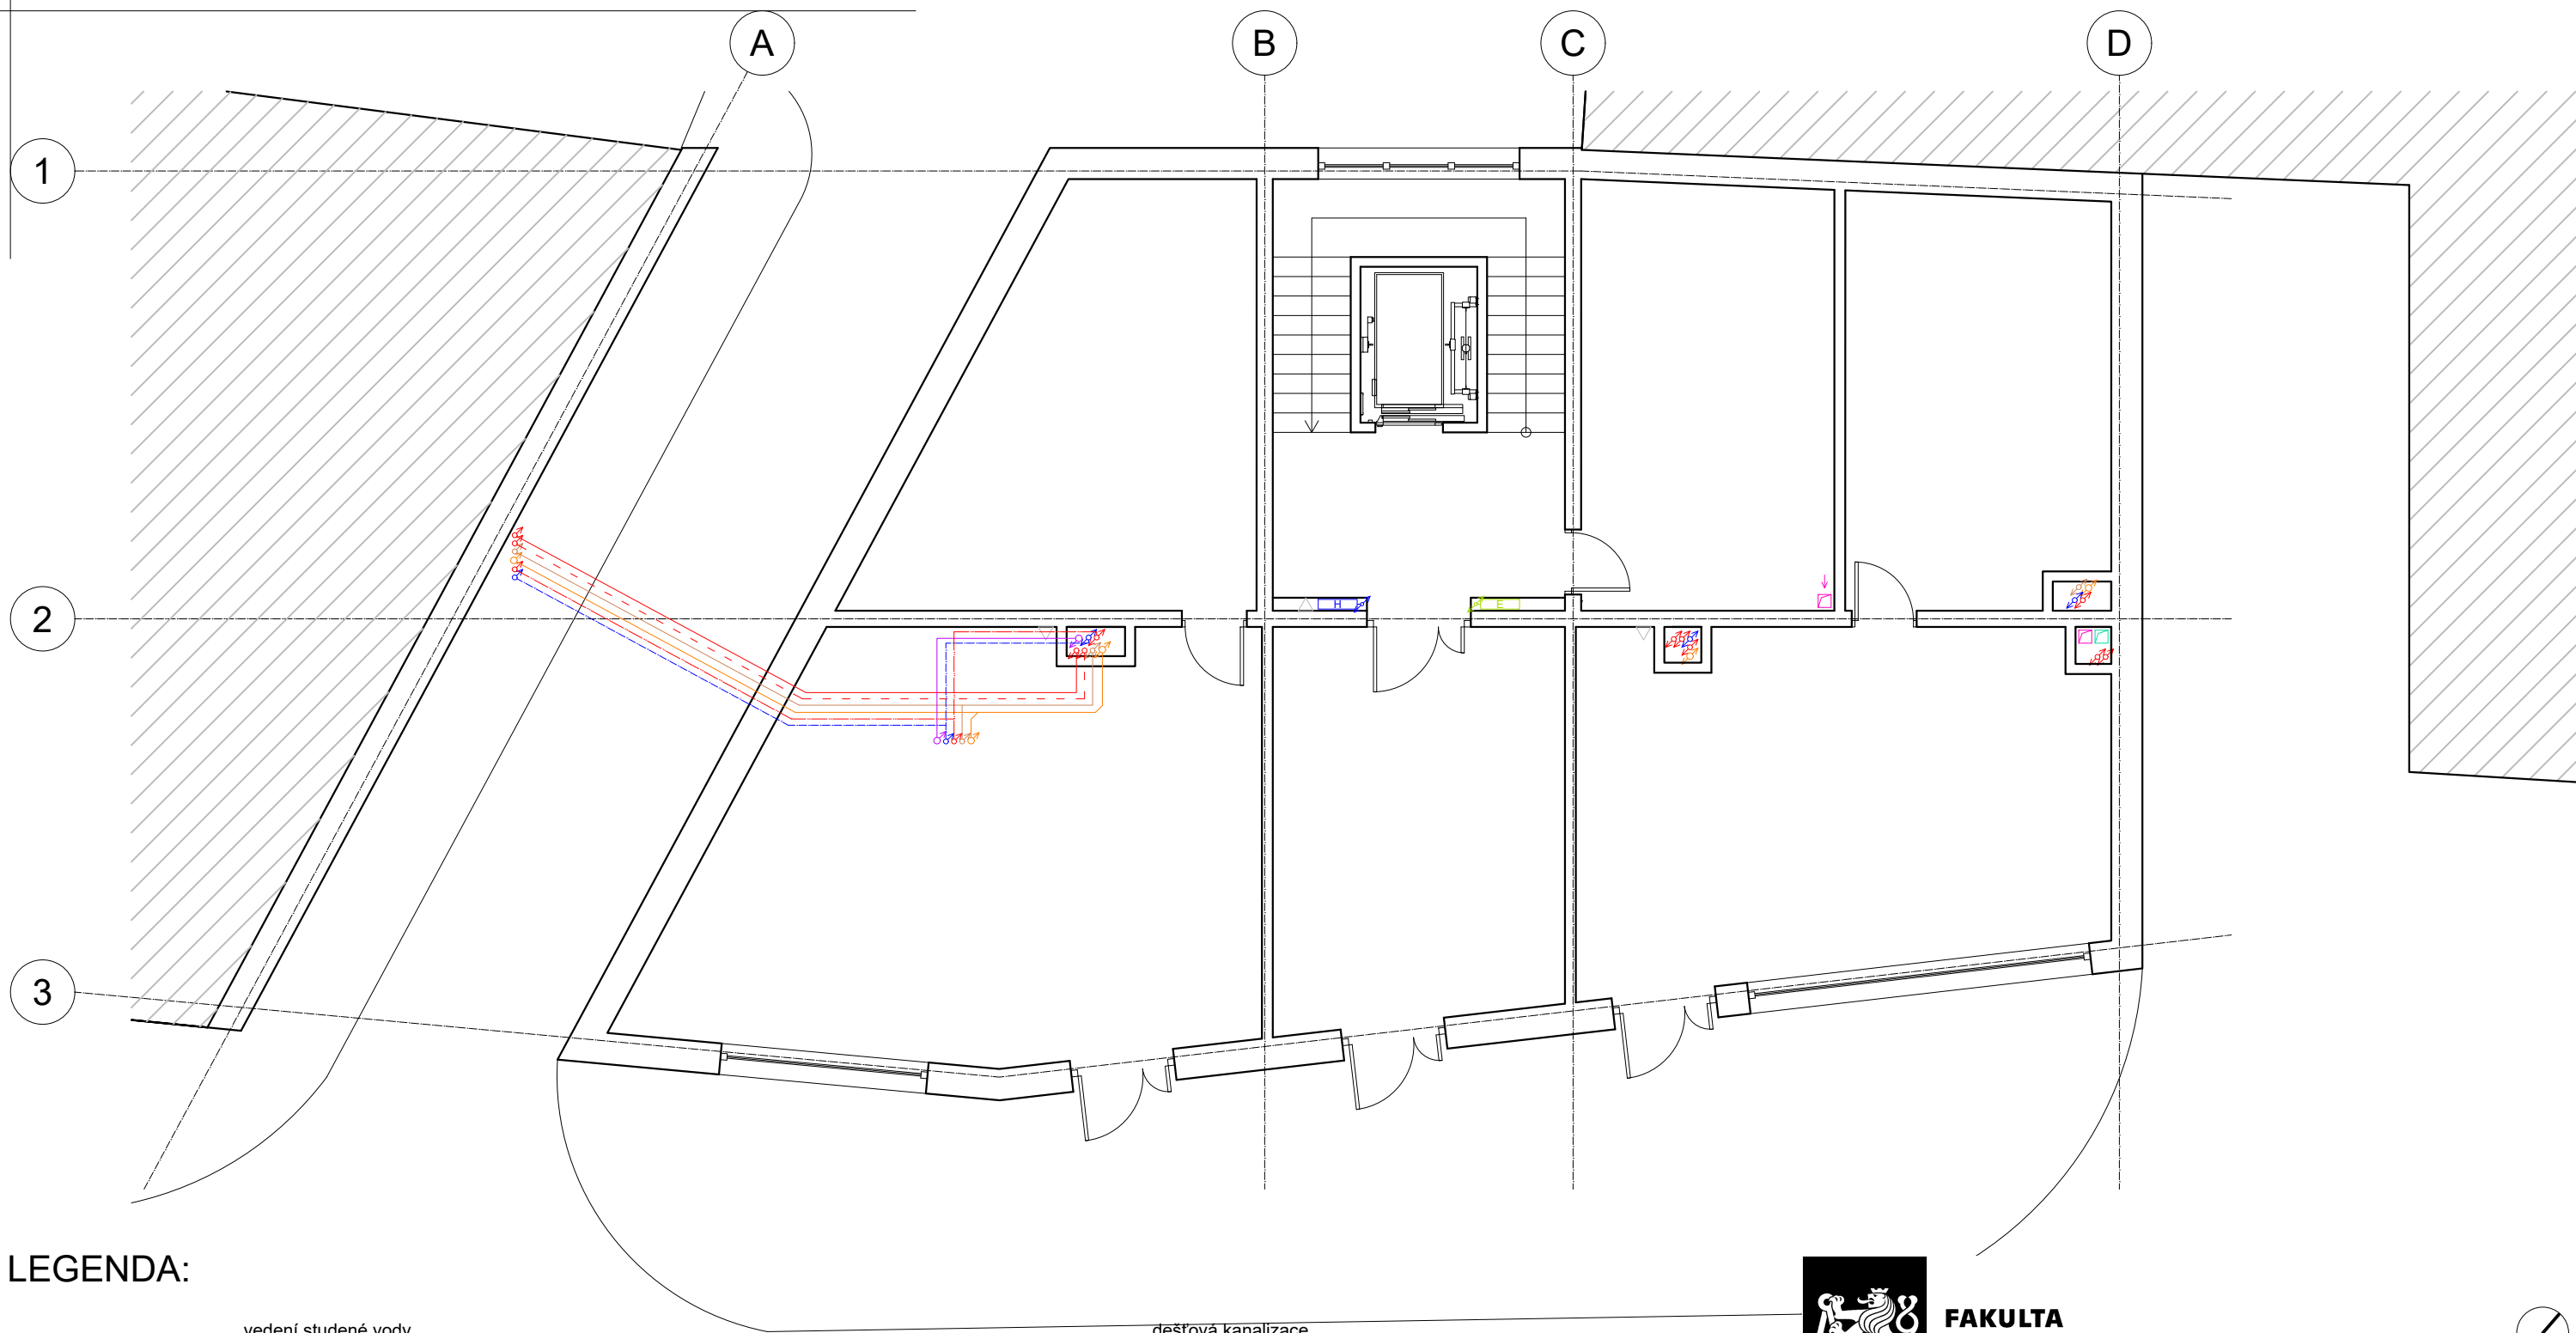 A B C D
1
2
H E
3
LEGENDA:
vedení studené vody
dešťová kanalizace
FAKULTA